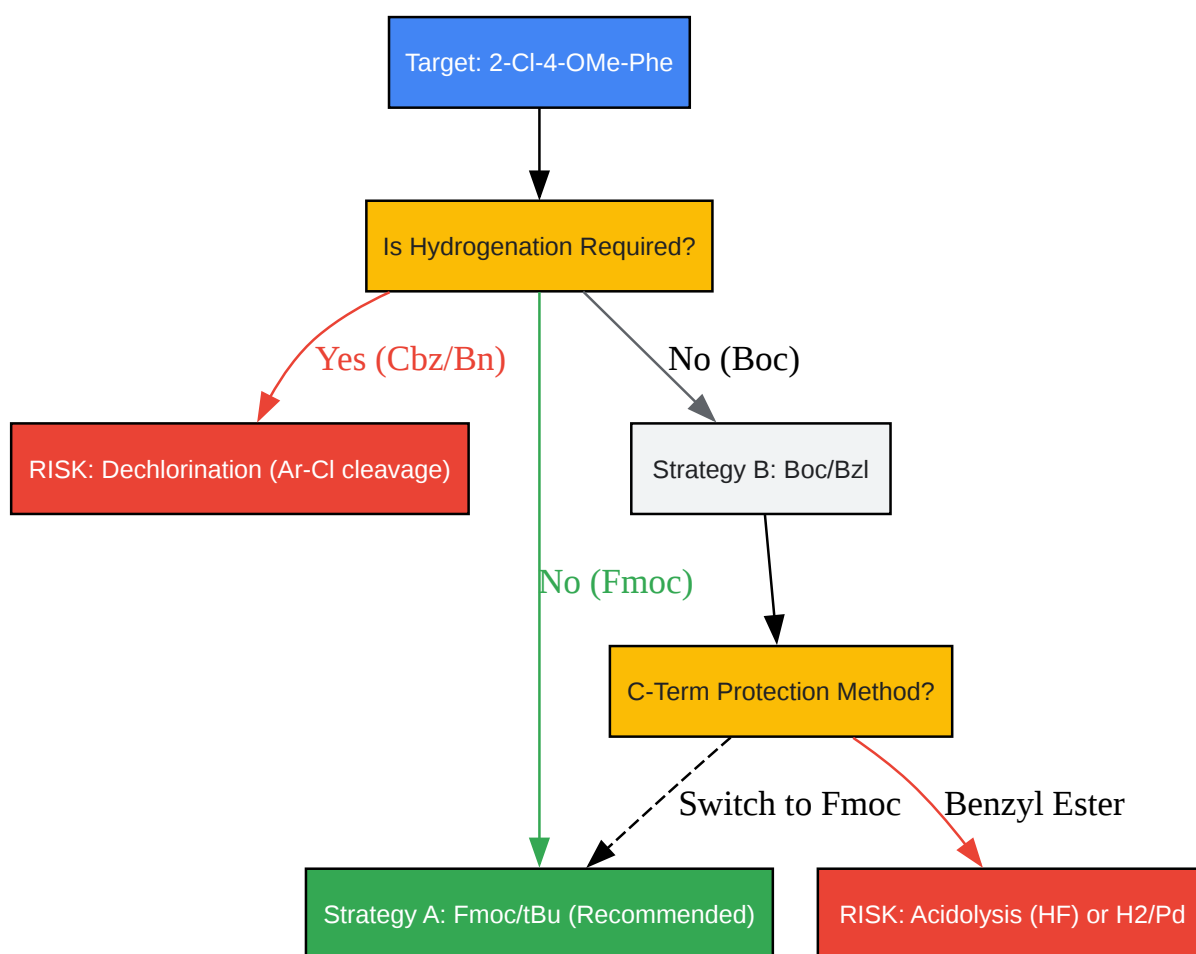 Target: 2-Cl-4-OMe-Phe
Is Hydrogenation Required?
Yes (Cbz/Bn)
No (Boc)
RISK: Dechlorination (Ar-Cl cleavage)
Strategy B: Boc/Bzl
No (Fmoc)
C-Term Protection Method?
Switch to Fmoc
Benzyl Ester
Strategy A: Fmoc/tBu (Recommended)
RISK: Acidolysis (HF) or H2/Pd